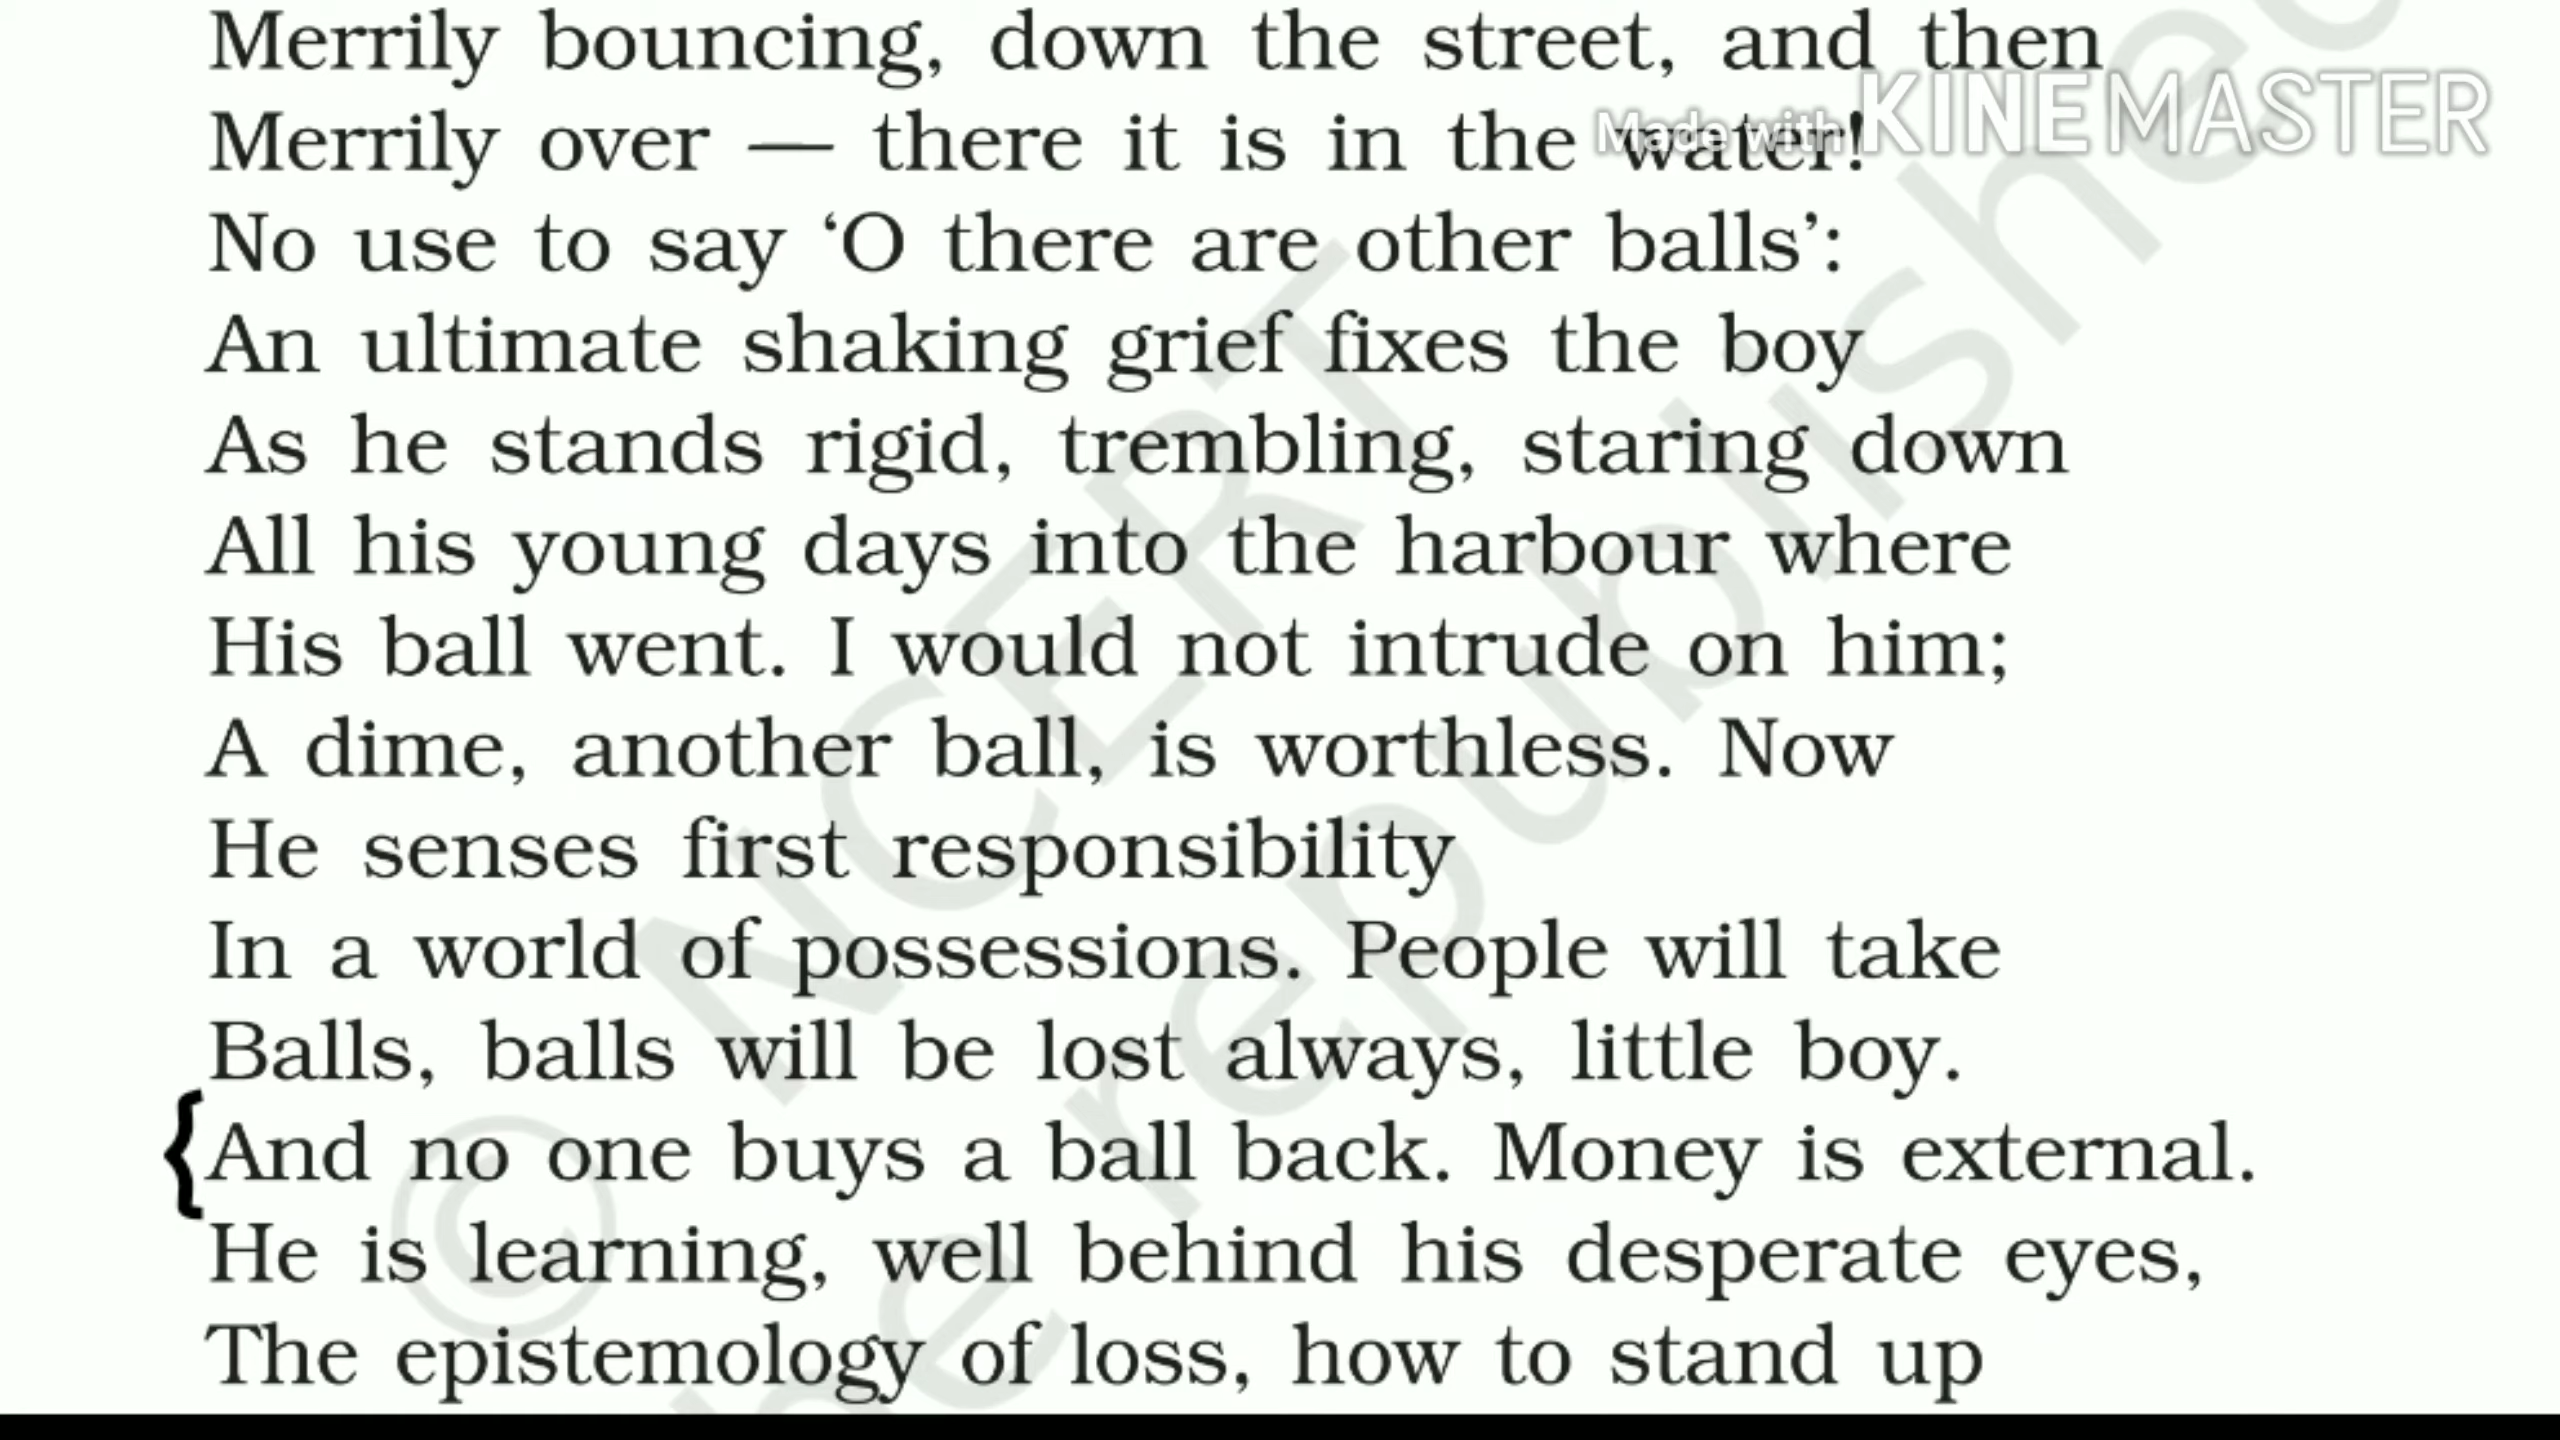 Merrily bouncing, down the street, and then
Merrily over — there it is in the water!
Made with KINEMASTER
No use to say ‘O there are other balls’:
An ultimate shaking grief fixes the boy
As he stands rigid, trembling, staring down
All his young days into the harbour where
His ball went. I would not intrude on him;
A dime, another ball, is worthless. Now
He senses first responsibility
In a world of possessions. People will take
Balls, balls will be lost always, little boy.
{And no one buys a ball back. Money is external.
He is learning, well behind his desperate eyes,
The epistemology of loss, how to stand up
© NCERT
be republished